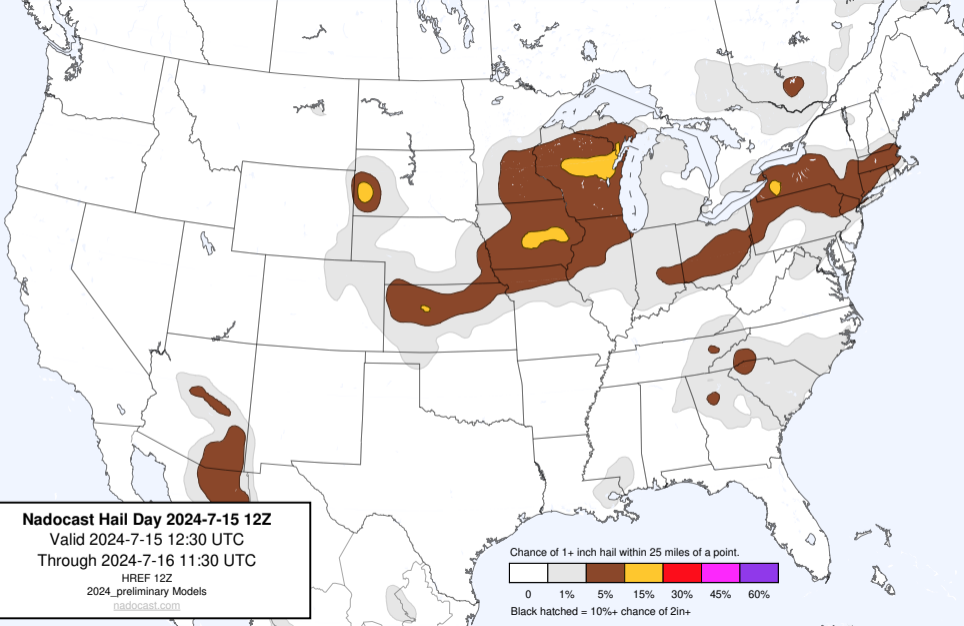 Nadocast Hail Day 2024-7-15 12Z
Valid 2024-7-15 12:30 UTC
Through 2024-7-16 11:30 UTC
HREF 12Z
2024_preliminary Models
nadocast.com
Chance of 1+ inch hail within 25 miles of a point.
0 1% 5% 15% 30% 45% 60%
Black hatched = 10%+ chance of 2in+